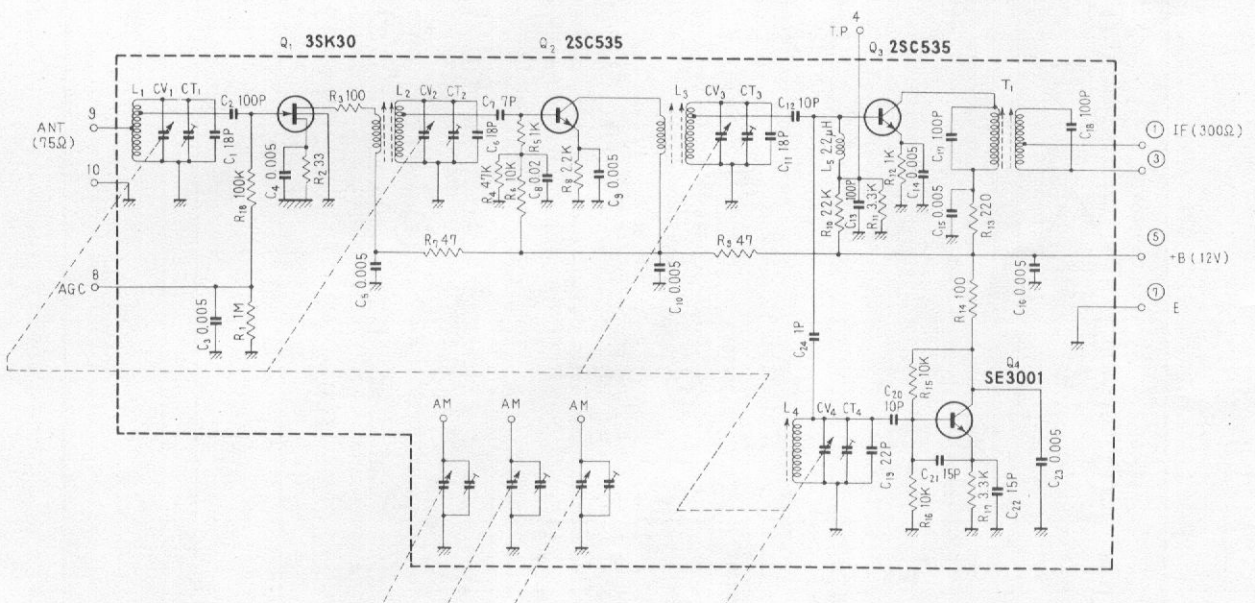 Q₁ 3SK30
Q₂ 2SC535
4
T.P
Q₃ 2SC535
9
ANT
(75Ω)
10
8
AGC
L₁
CV₁
CT₁
C₂ 100P
C₁ 18P
R₁₈ 100K
C₄ 0.005
R₂ 33
R₃ 100
C₃ 0.005
R₁ 1M
L₂
CV₂
CT₂
C₇ 7P
C₆ 18P
R₅ 1K
R₄ 47K
R₆ 10K
C₈ 0.02
R₈ 2.2K
C₉ 0.005
R₇ 47
C₅ 0.005
L₃
CV₃
CT₃
C₁₂ 10P
C₁₁ 18P
R₉ 47
C₁₀ 0.005
L₅ 2.2μH
R₁₀ 22K
C₁₃ 100P
R₁₁ 3.3K
R₁₂ 1K
C₁₄ 0.005
T₁
C₁₇ 100P
C₁₈ 100P
C₁₅ 0.005
R₁₃ 220
① IF (300Ω)
③
⑤
+B (12V)
⑦
E
C₁₆ 0.005
R₁₄ 100
C₂₄ 1P
Q₄
SE3001
R₁₅ 10K
L₄
CV₄
CT₄
C₂₀
10P
C₁₉ 22P
C₂₁ 15P
R₁₆ 10K
R₁₇ 3.3K
C₂₂ 15P
C₂₃ 0.005
AM
AM
AM